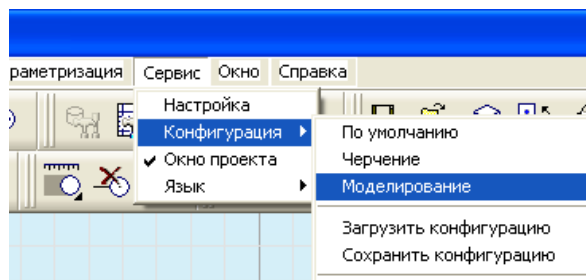 раметризация Сервис Окно Справка
Настройка
Конфигурация
Окно проекта
Язык
По умолчанию
Черчение
Моделирование
Загрузить конфигурацию
Сохранить конфигурацию